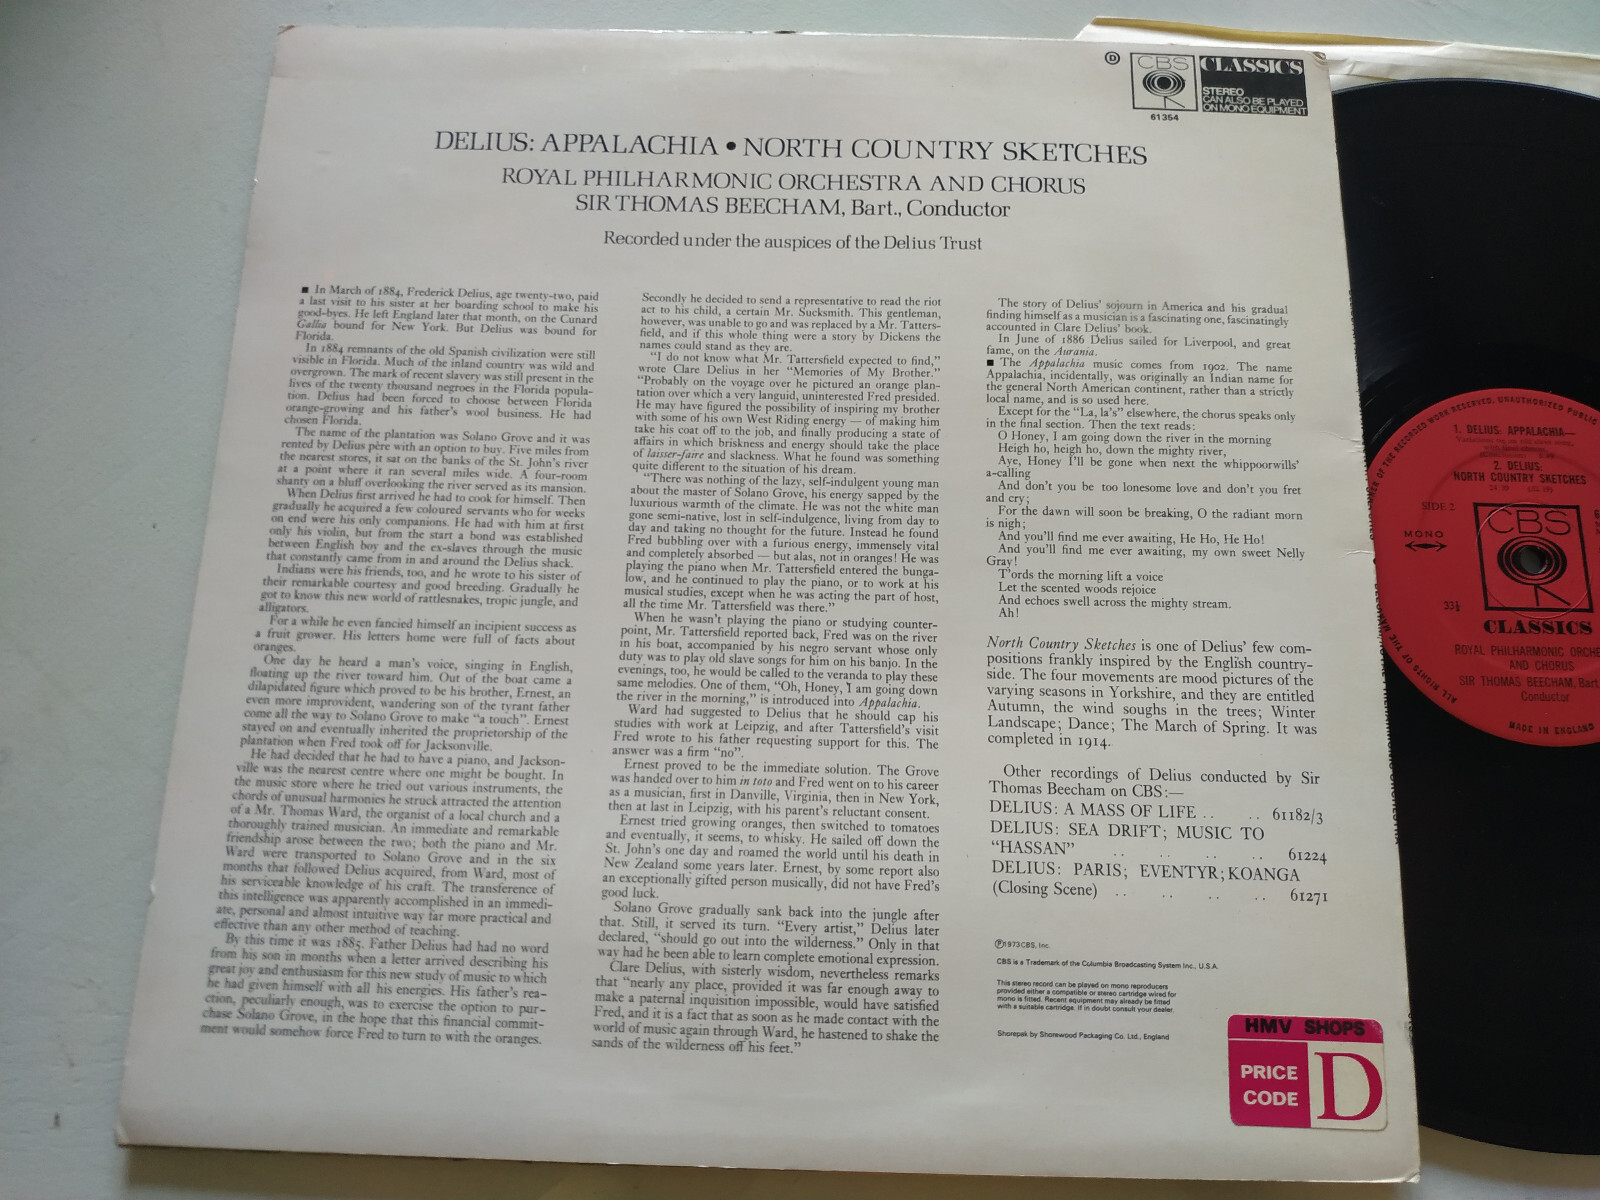 Ⓓ
CBS
CLASSICS
STEREO
CAN ALSO BE PLAYED
ON MONO EQUIPMENT
61354
DELIUS: APPALACHIA • NORTH COUNTRY SKETCHES
ROYAL PHILHARMONIC ORCHESTRA AND CHORUS
SIR THOMAS BEECHAM, Bart., Conductor
Recorded under the auspices of the Delius Trust
■ In March of 1884, Frederick Delius, age twenty-two, paid
a last visit to his sister at her boarding school to make his
good-byes. He left England later that month, on the Cunard
Gallia bound for New York. But Delius was bound for
Florida.
In 1884 remnants of the old Spanish civilization were still
visible in Florida. Much of the inland country was wild and
overgrown. The mark of recent slavery was still present in the
lives of the twenty thousand negroes in the Florida popula-
tion. Delius had been forced to choose between Florida
orange-growing and his father's wool business. He had
chosen Florida.
The name of the plantation was Solano Grove and it was
rented by Delius père with an option to buy. Five miles from
the nearest stores, it sat on the banks of the St. John's river
at a point where it ran several miles wide. A four-room
shanty on a bluff overlooking the river served as its mansion.
When Delius first arrived he had to cook for himself. Then
gradually he acquired a few coloured servants who for weeks
on end were his only companions. He had with him at first
only his violin, but from the start a bond was established
between English boy and the ex-slaves through the music
that constantly came from in and around the Delius shack.
Indians were his friends, too, and he wrote to his sister of
their remarkable courtesy and good breeding. Gradually he
got to know this new world of rattlesnakes, tropic jungle, and
alligators.
For a while he even fancied himself an incipient success as
a fruit grower. His letters home were full of facts about
oranges.
One day he heard a man's voice, singing in English,
floating up the river toward him. Out of the boat came a
dilapidated figure which proved to be his brother, Ernest, an
even more improvident, wandering son of the tyrant father
come all the way to Solano Grove to make "a touch". Ernest
stayed on and eventually inherited the proprietorship of the
plantation when Fred took off for Jacksonville.
He had decided that he had to have a piano, and Jackson-
ville was the nearest centre where one might be bought. In
the music store where he tried out various instruments, the
chords of unusual harmonies he struck attracted the attention
of a Mr. Thomas Ward, the organist of a local church and a
thoroughly trained musician. An immediate and remarkable
friendship arose between the two; both the piano and Mr.
Ward were transported to Solano Grove and in the six
months that followed Delius acquired, from Ward, most of
his serviceable knowledge of his craft. The transference of
this intelligence was apparently accomplished in an immedi-
ate, personal and almost intuitive way far more practical and
effective than any other method of teaching.
By this time it was 1885. Father Delius had had no word
from his son in months when a letter arrived describing his
great joy and enthusiasm for this new study of music to which
he had given himself with all his energies. His father's rea-
ction, peculiarly enough, was to exercise the option to pur-
chase Solano Grove, in the hope that this financial commit-
ment would somehow force Fred to turn to with the oranges.
Secondly he decided to send a representative to read the riot
act to his child, a certain Mr. Sucksmith. This gentleman,
however, was unable to go and was replaced by a Mr. Tatters-
field, and if this whole thing were a story by Dickens the
names could stand as they are.
"I do not know what Mr. Tattersfield expected to find,"
wrote Clare Delius in her "Memories of My Brother."
"Probably on the voyage over he pictured an orange plan-
tation over which a very languid, uninterested Fred presided.
He may have figured the possibility of inspiring my brother
with some of his own West Riding energy — of making him
take his coat off to the job, and finally producing a state of
affairs in which briskness and energy should take the place
of laisser-faire and slackness. What he found was something
quite different to the situation of his dream.
"There was nothing of the lazy, self-indulgent young man
about the master of Solano Grove, his energy sapped by the
luxurious warmth of the climate. He was not the white man
gone semi-native, lost in self-indulgence, living from day to
day and taking no thought for the future. Instead he found
Fred bubbling over with a furious energy, immensely vital
and completely absorbed — but alas, not in oranges! He was
playing the piano when Mr. Tattersfield entered the bunga-
low, and he continued to play the piano, or to work at his
musical studies, except when he was acting the part of host,
all the time Mr. Tattersfield was there."
When he wasn't playing the piano or studying counter-
point, Mr. Tattersfield reported back, Fred was on the river
in his boat, accompanied by his negro servant whose only
duty was to play old slave songs for him on his banjo. In the
evenings, too, he would be called to the veranda to play these
same melodies. One of them, "Oh, Honey, I am going down
the river in the morning," is introduced into Appalachia.
Ward had suggested to Delius that he should cap his
studies with work at Leipzig, and after Tattersfield's visit
Fred wrote to his father requesting support for this. The
answer was a firm "no".
Ernest proved to be the immediate solution. The Grove
was handed over to him in toto and Fred went on to his career
as a musician, first in Danville, Virginia, then in New York,
then at last in Leipzig, with his parent's reluctant consent.
Ernest tried growing oranges, then switched to tomatoes
and eventually, it seems, to whisky. He sailed off down the
St. John's one day and roamed the world until his death in
New Zealand some years later. Ernest, by some report also
an exceptionally gifted person musically, did not have Fred's
good luck.
Solano Grove gradually sank back into the jungle after
that. Still, it served its turn. "Every artist," Delius later
declared, "should go out into the wilderness." Only in that
way had he been able to learn complete emotional expression.
Clare Delius, with sisterly wisdom, nevertheless remarks
that "nearly any place, provided it was far enough away to
make a paternal inquisition impossible, would have satisfied
Fred, and it is a fact that as soon as he made contact with the
world of music again through Ward, he hastened to shake the
sands of the wilderness off his feet."
The story of Delius' sojourn in America and his gradual
finding himself as a musician is a fascinating one, fascinatingly
accounted in Clare Delius' book.
In June of 1886 Delius sailed for Liverpool, and great
fame, on the Aurania.
■ The Appalachia music comes from 1902. The name
Appalachia, incidentally, was originally an Indian name for
the general North American continent, rather than a strictly
local name, and is so used here.
Except for the "La, la's" elsewhere, the chorus speaks only
in the final section. Then the text reads:
O Honey, I am going down the river in the morning
Heigh ho, heigh ho, down the mighty river,
Aye, Honey I'll be gone when next the whippoorwills'
a-calling
And don't you be too lonesome love and don't you fret
and cry;
For the dawn will soon be breaking, O the radiant morn
is nigh;
And you'll find me ever awaiting, He Ho, He Ho!
And you'll find me ever awaiting, my own sweet Nelly
Gray!
T'ords the morning lift a voice
Let the scented woods rejoice
And echoes swell across the mighty stream.
Ah!
North Country Sketches is one of Delius' few com-
positions frankly inspired by the English country-
side. The four movements are mood pictures of the
varying seasons in Yorkshire, and they are entitled
Autumn, the wind soughs in the trees; Winter
Landscape; Dance; The March of Spring. It was
completed in 1914.
Other recordings of Delius conducted by Sir
Thomas Beecham on CBS:—
DELIUS: A MASS OF LIFE .. .. 61182/3
DELIUS: SEA DRIFT; MUSIC TO
"HASSAN" .. .. .. .. 61224
DELIUS: PARIS; EVENTYR; KOANGA
(Closing Scene) .. .. .. .. 61271
Ⓟ1973 CBS, Inc.
CBS is a Trademark of the Columbia Broadcasting System Inc., U.S.A.
This stereo record can be played on mono reproducers
provided either a compatible or stereo cartridge wired for
mono is fitted. Recent equipment may already be fitted
with a suitable cartridge. If in doubt consult your dealer.
Shorepak by Shorewood Packaging Co. Ltd., England
HMV SHOPS
PRICE
CODE
D
OF THE RECORDED WORK RESERVED. UNAUTHORIZED PUBLIC
1. DELIUS: APPALACHIA—
2. DELIUS:
NORTH COUNTRY SKETCHES
SIDE 2
CBS
MONO
33⅓
CLASSICS
ROYAL PHILHARMONIC ORCHE
AND CHORUS
SIR THOMAS BEECHAM, Bart.
Conductor
ALL RIGHTS OF THE
MADE IN ENGLAND